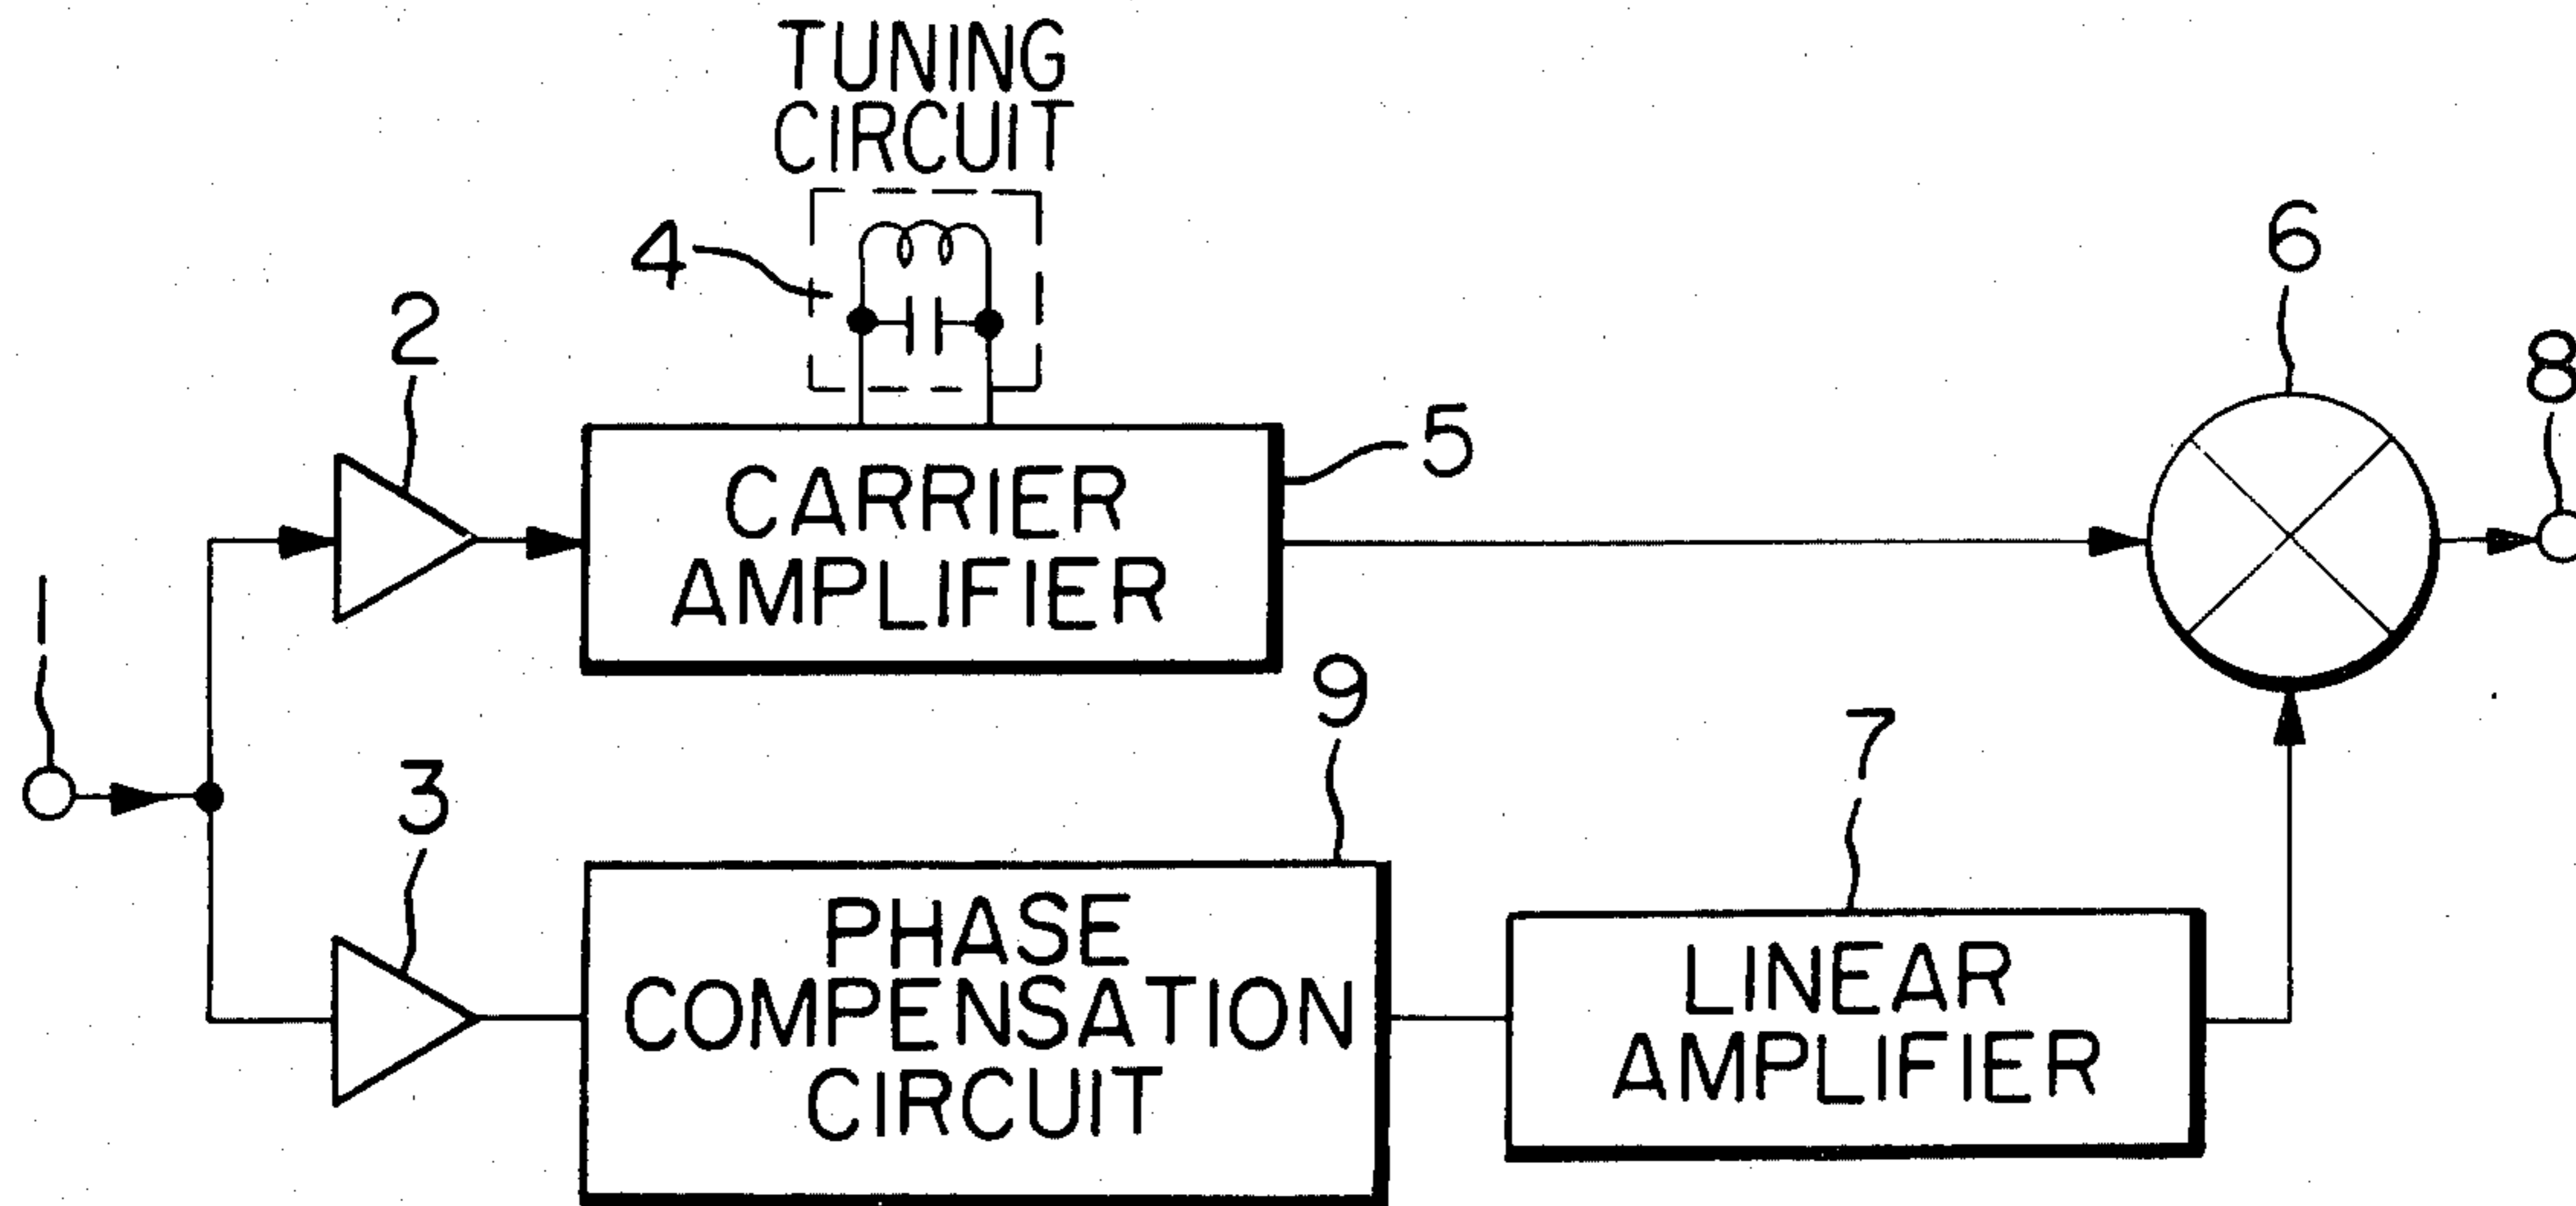 TUNING
CIRCUIT
4
6
2
8
5
CARRIER
AMPLIFIER
1
9
7
3
PHASE
COMPENSATION
CIRCUIT
LINEAR
AMPLIFIER